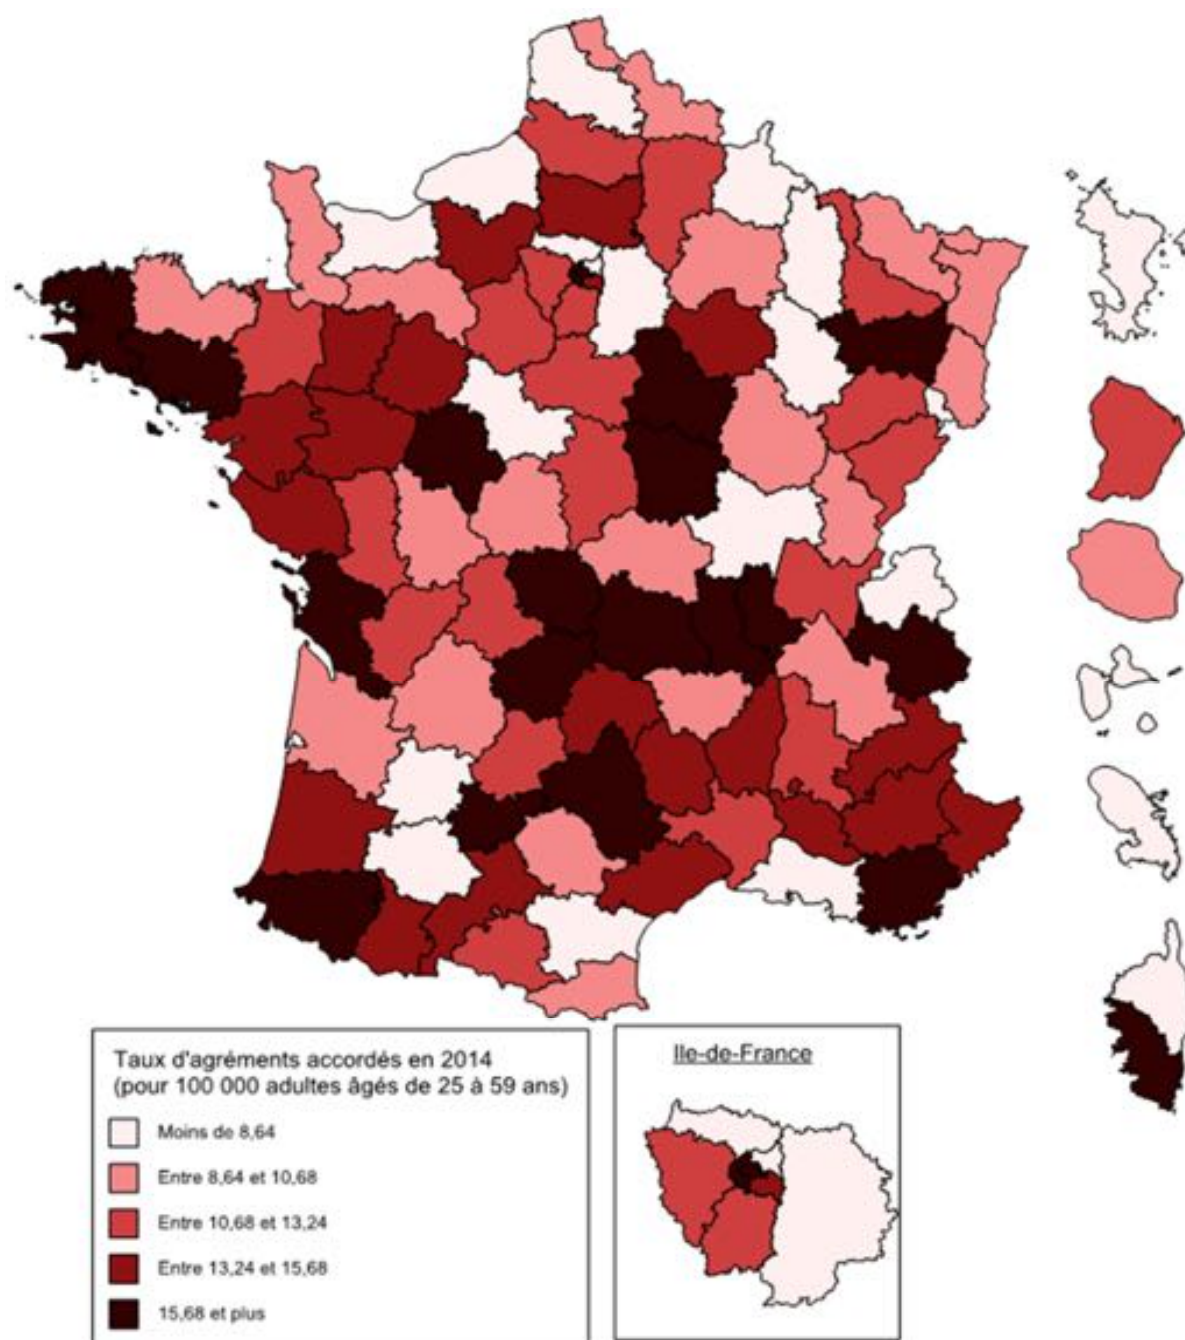 Taux d'agréments accordés en 2014
(pour 100 000 adultes âgés de 25 à 59 ans)
Moins de 8,64
Entre 8,64 et 10,68
Entre 10,68 et 13,24
Entre 13,24 et 15,68
15,68 et plus
Ile-de-France